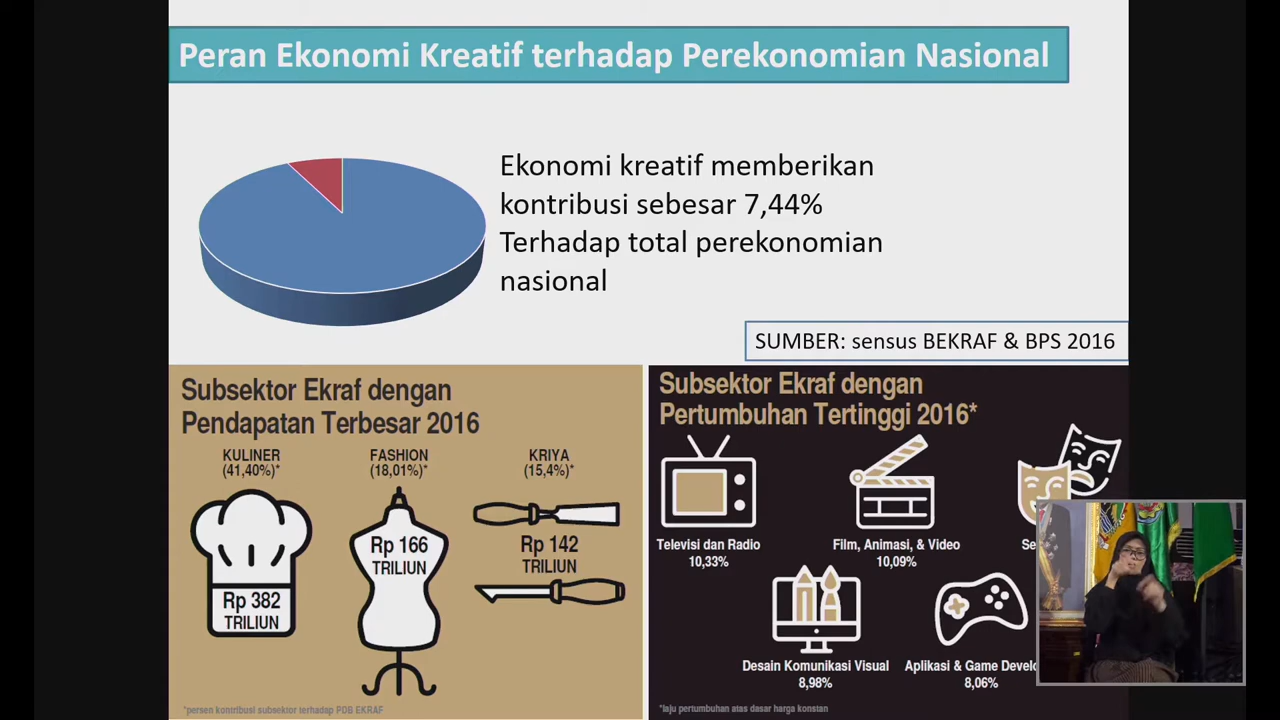 Peran Ekonomi Kreatif terhadap Perekonomian Nasional
Ekonomi kreatif memberikan
kontribusi sebesar 7,44%
Terhadap total perekonomian
nasional
SUMBER: sensus BEKRAF & BPS 2016
Subsektor Ekraf dengan
Pendapatan Terbesar 2016
KULINER
(41,40%)*
FASHION
(18,01%)*
KRIYA
(15,4%)*
Rp 382
TRILIUN
Rp 166
TRILIUN
Rp 142
TRILIUN
*persen kontribusi subsektor terhadap PDB EKRAF
Subsektor Ekraf dengan
Pertumbuhan Tertinggi 2016*
Televisi dan Radio
10,33%
Film, Animasi, & Video
10,09%
Desain Komunikasi Visual
8,98%
Aplikasi & Game
8,06%
*laju pertumbuhan atas dasar harga konstan